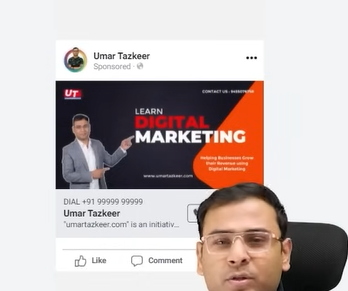 Umar Tazkeer
Sponsored ·
UT
CONTACT US :
LEARN
DIGITAL
MARKETING
Helping Businesses Grow
their Revenue using
Digital Marketing
www.umartazkeer.com
DIAL +91 99999 99999
Umar Tazkeer
"umartazkeer.com" is an initiativ...
Like
Comment